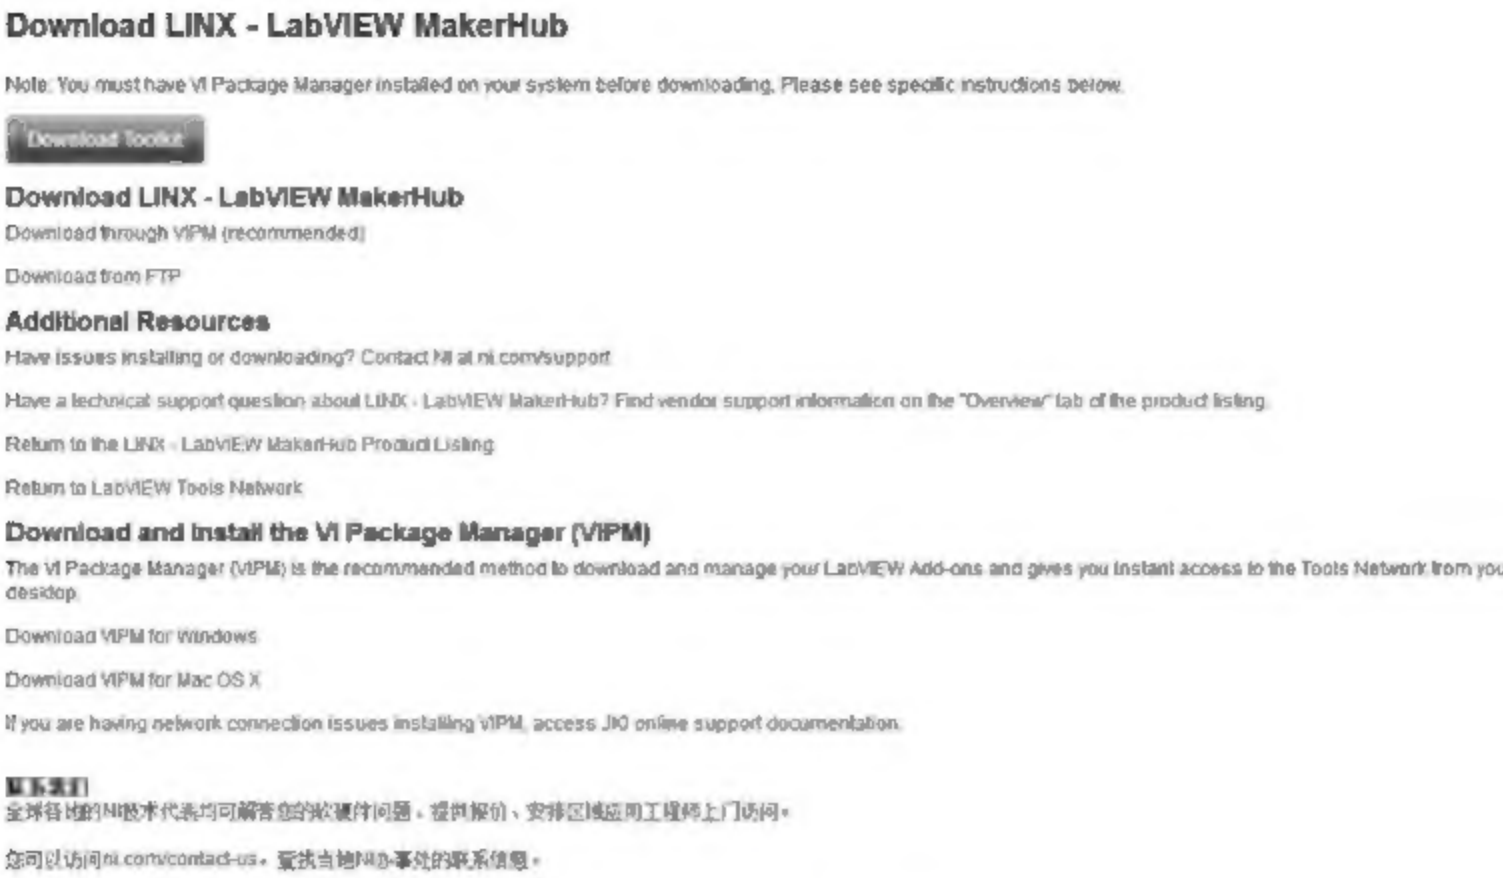 Download LINX - LabVIEW MakerHub
Note: You must have VI Package Manager installed on your system before downloading. Please see specific instructions below.
Download Toolkit
Download LINX - LabVIEW MakerHub
Download through VIPM (recommended)
Download from FTP
Additional Resources
Have issues installing or downloading? Contact NI at ni.com/support
Have a technical support question about LINX - LabVIEW MakerHub? Find vendor support information on the "Overview" tab of the product listing.
Return to the LINX - LabVIEW MakerHub Product Listing
Return to LabVIEW Tools Network
Download and Install the VI Package Manager (VIPM)
The VI Package Manager (VIPM) is the recommended method to download and manage your LabVIEW Add-ons and gives you instant access to the Tools Network from you
desktop.
Download VIPM for Windows
Download VIPM for Mac OS X
If you are having network connection issues installing VIPM, access JKI online support documentation.
联系我们
全球各地的NI技术代表均可解答您的软硬件问题、提供报价、安排区域应用工程师上门访问。
您可以访问ni.com/contact-us，查找当地NI办事处的联系信息。